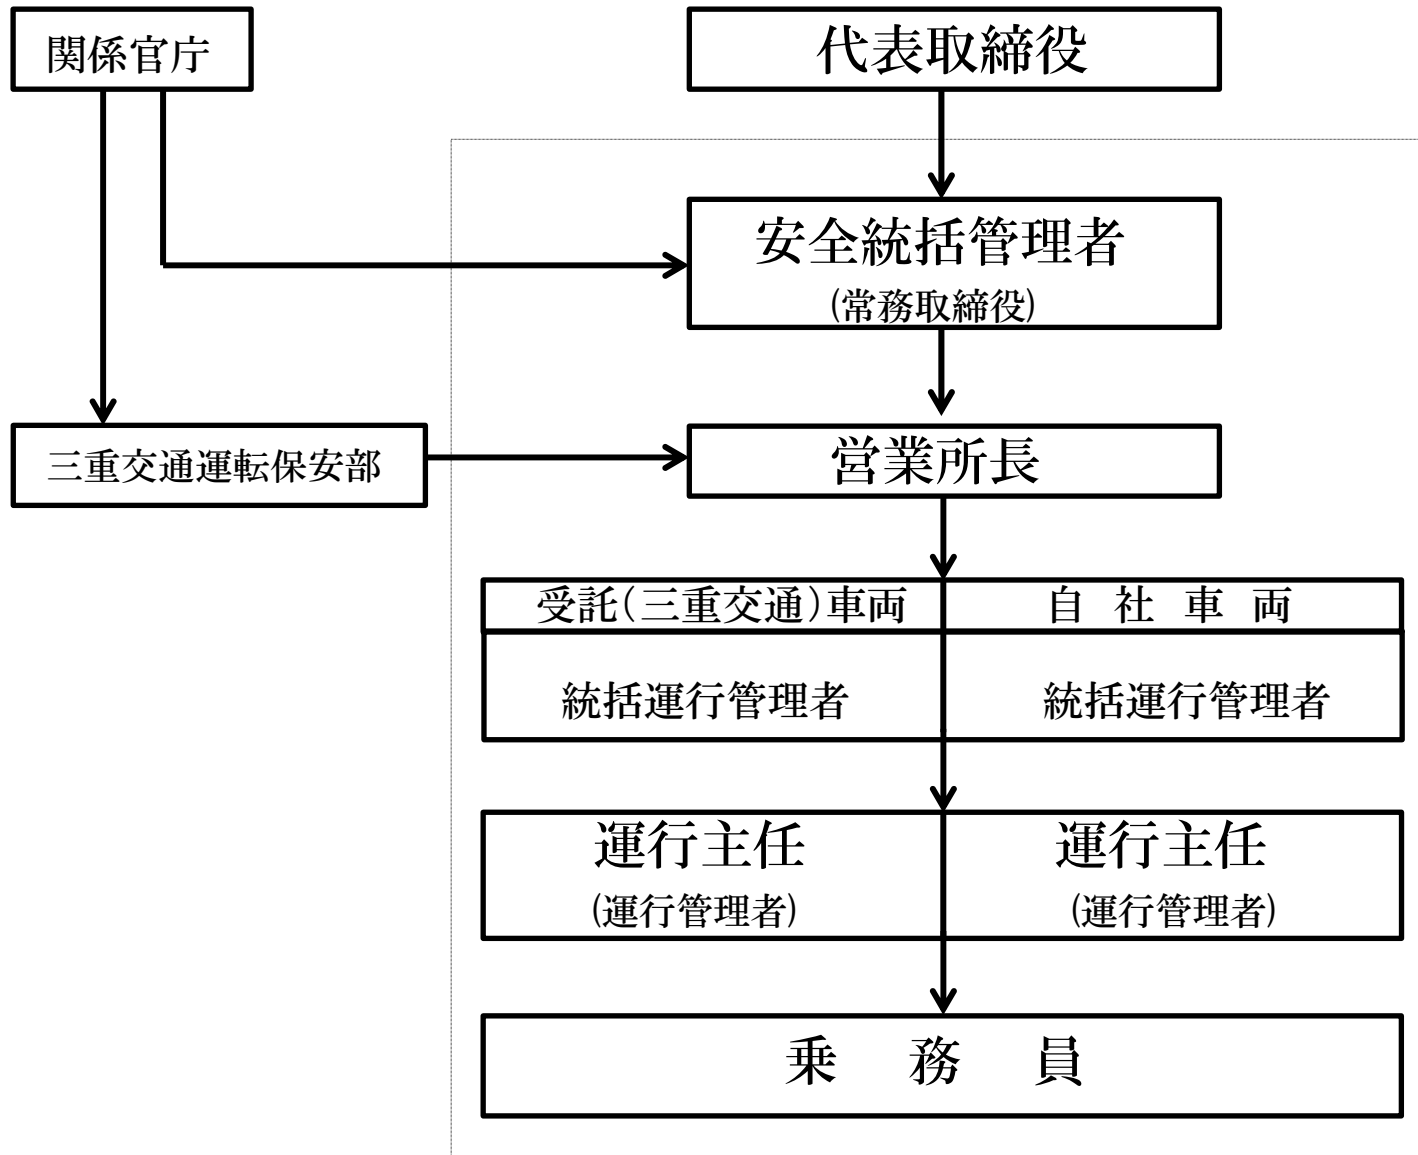 関係官庁
代表取締役
安全統括管理者
(常務取締役)
三重交通運転保安部
営業所長
受託(三重交通)車両
自社車両
統括運行管理者
統括運行管理者
運行主任
(運行管理者)
運行主任
(運行管理者)
乗務員